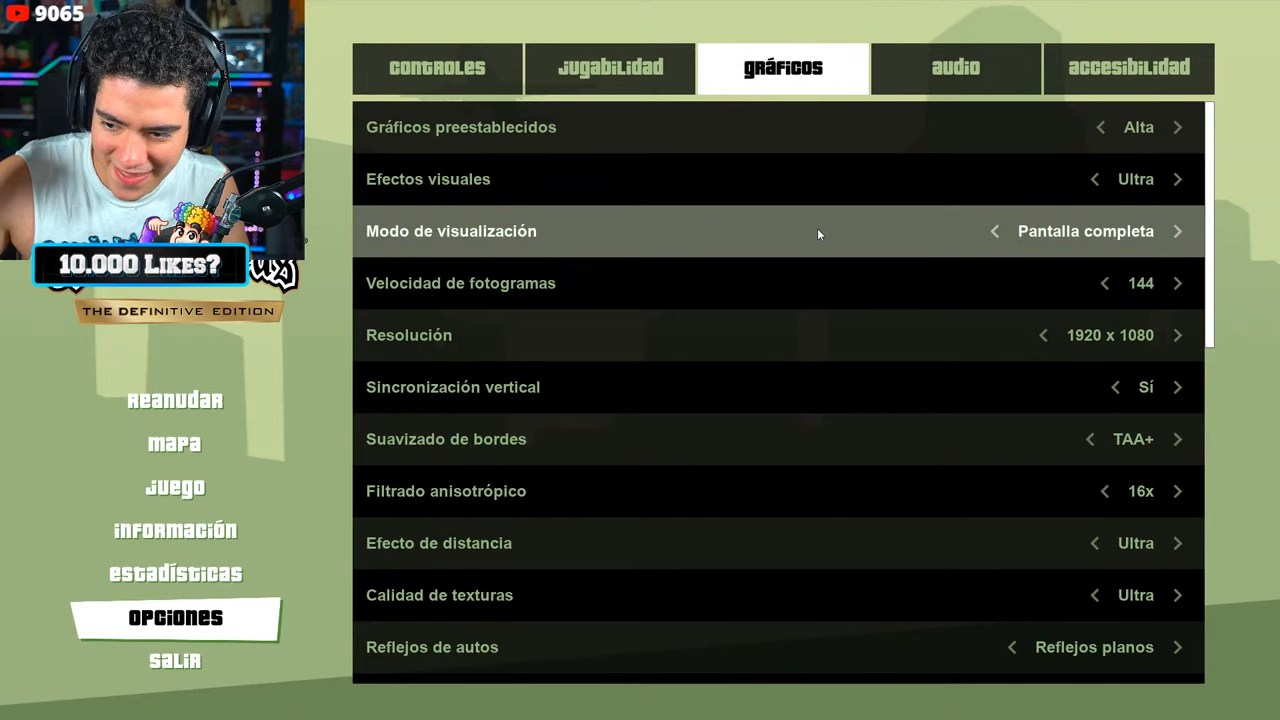 9065
10.000 LIKES?
THE DEFINITIVE EDITION
REANUDAR
MAPA
JUEGO
INFORMACIÓN
ESTADÍSTICAS
OPCIONES
SALIR
CONTROLES
JUGABILIDAD
GRÁFICOS
AUDIO
ACCESIBILIDAD
Gráficos preestablecidos Alta
Efectos visuales Ultra
Modo de visualización Pantalla completa
Velocidad de fotogramas 144
Resolución 1920 x 1080
Sincronización vertical Sí
Suavizado de bordes TAA+
Filtrado anisotrópico 16x
Efecto de distancia Ultra
Calidad de texturas Ultra
Reflejos de autos Reflejos planos